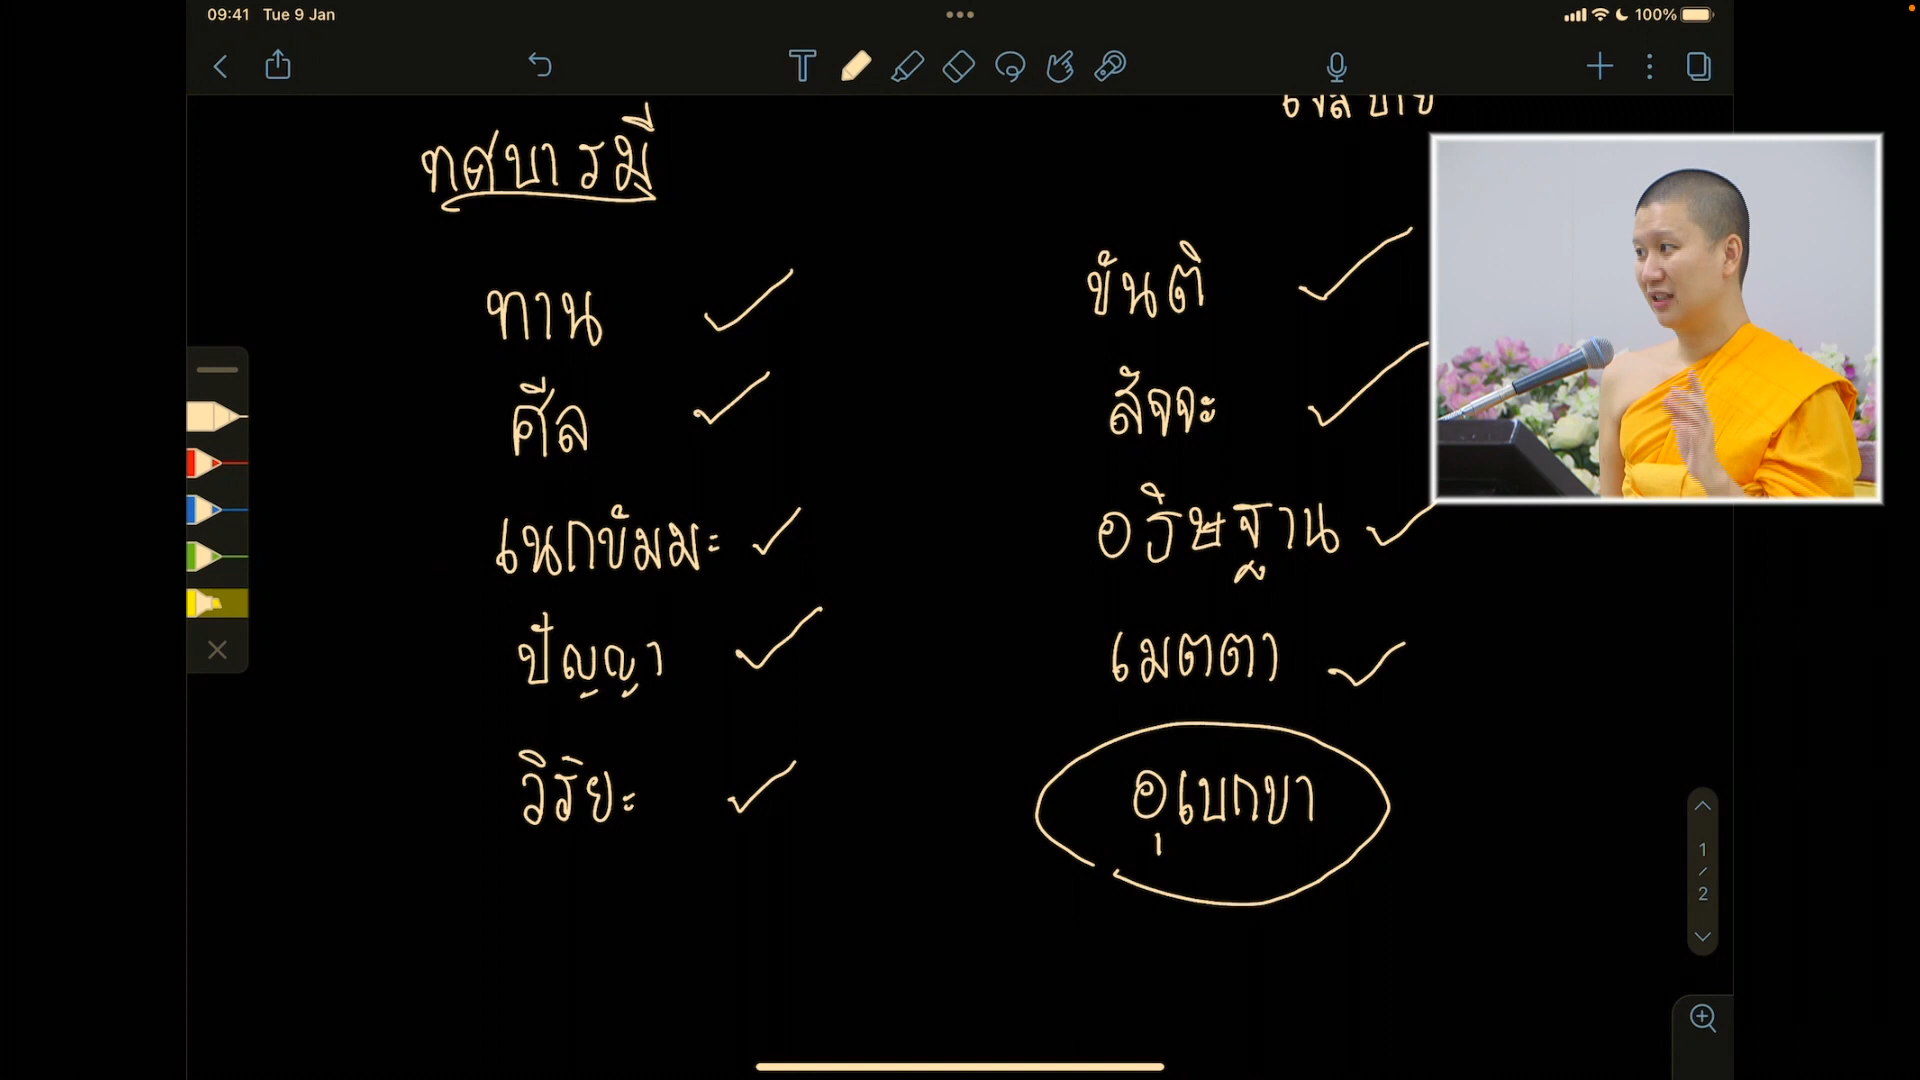 09:41 Tue 9 Jan
100%
ทศบารมี
ทาน
ศีล
เนกขัมมะ
ปัญญา
วิริยะ
ขันติ
สัจจะ
อธิษฐาน
เมตตา
อุเบกขา
1
/
2